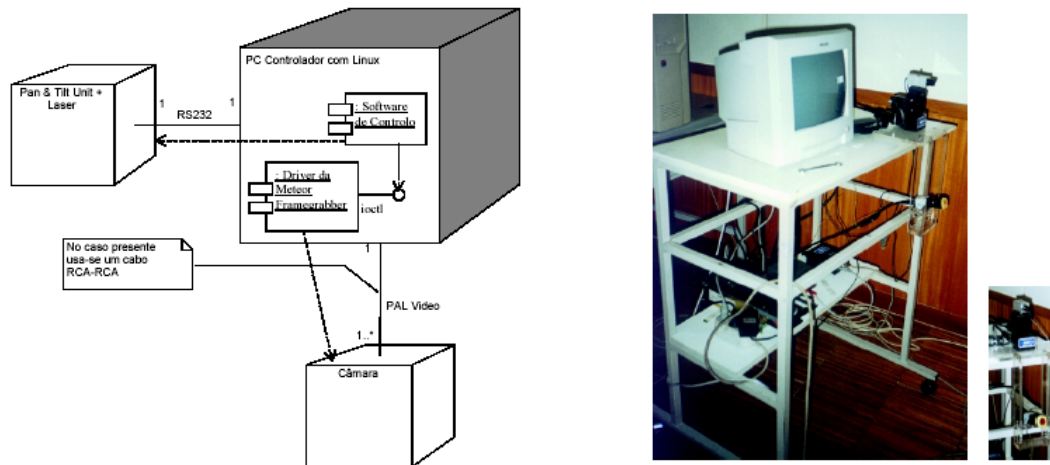 PC Controlador com Linux
Pan & Tilt Unit +
Laser
1
RS232
1
: Software
de Controlo
: Driver da
Meteor
Framegrabber
ioctl
1
No caso presente
usa-se um cabo
RCA-RCA
PAL Video
1..*
Câmara